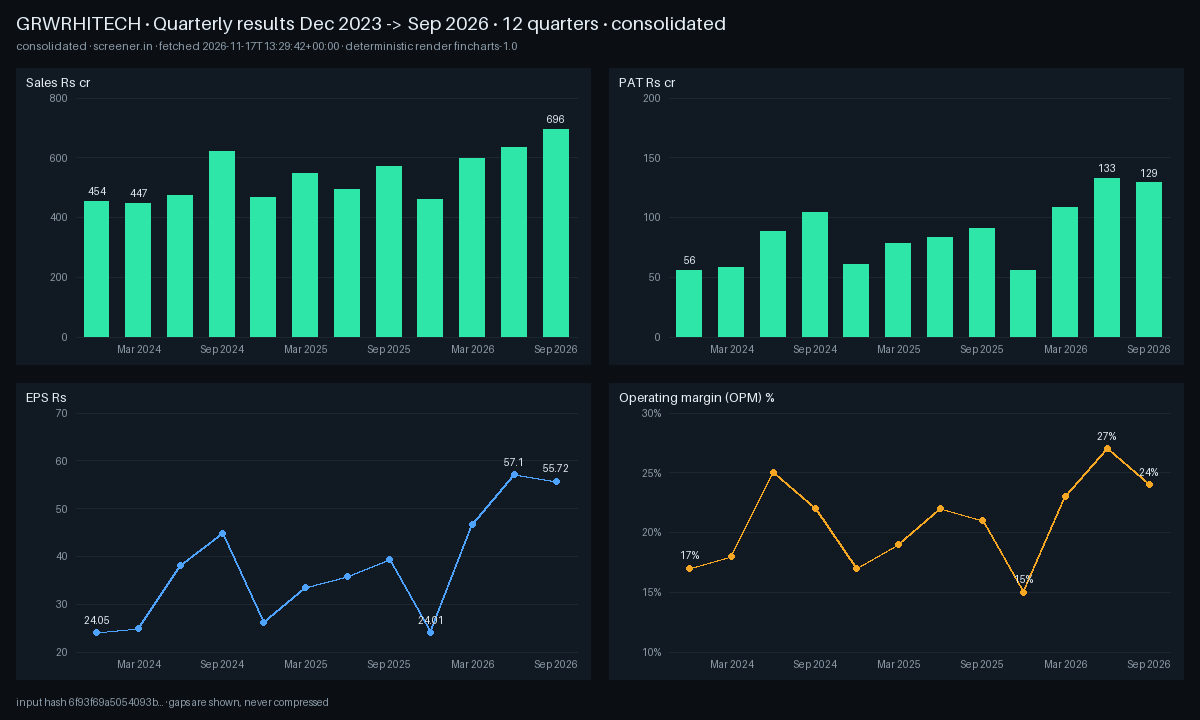 GRWRHITECH · Quarterly results Dec 2023 -> Sep 2026 · 12 quarters · consolidated
consolidated · screener.in · fetched 2026-11-17T13:29:42+00:00 · deterministic render fincharts-1.0
Sales Rs cr
800
600
400
200
0
454
447
696
Mar 2024
Sep 2024
Mar 2025
Sep 2025
Mar 2026
Sep 2026
PAT Rs cr
200
150
100
50
0
56
133
129
Mar 2024
Sep 2024
Mar 2025
Sep 2025
Mar 2026
Sep 2026
EPS Rs
70
60
50
40
30
20
24.05
24.01
57.1
55.72
Mar 2024
Sep 2024
Mar 2025
Sep 2025
Mar 2026
Sep 2026
Operating margin (OPM) %
30%
25%
20%
15%
10%
17%
15%
27%
24%
Mar 2024
Sep 2024
Mar 2025
Sep 2025
Mar 2026
Sep 2026
input hash 6f93f69a5054093b… · gaps are shown, never compressed